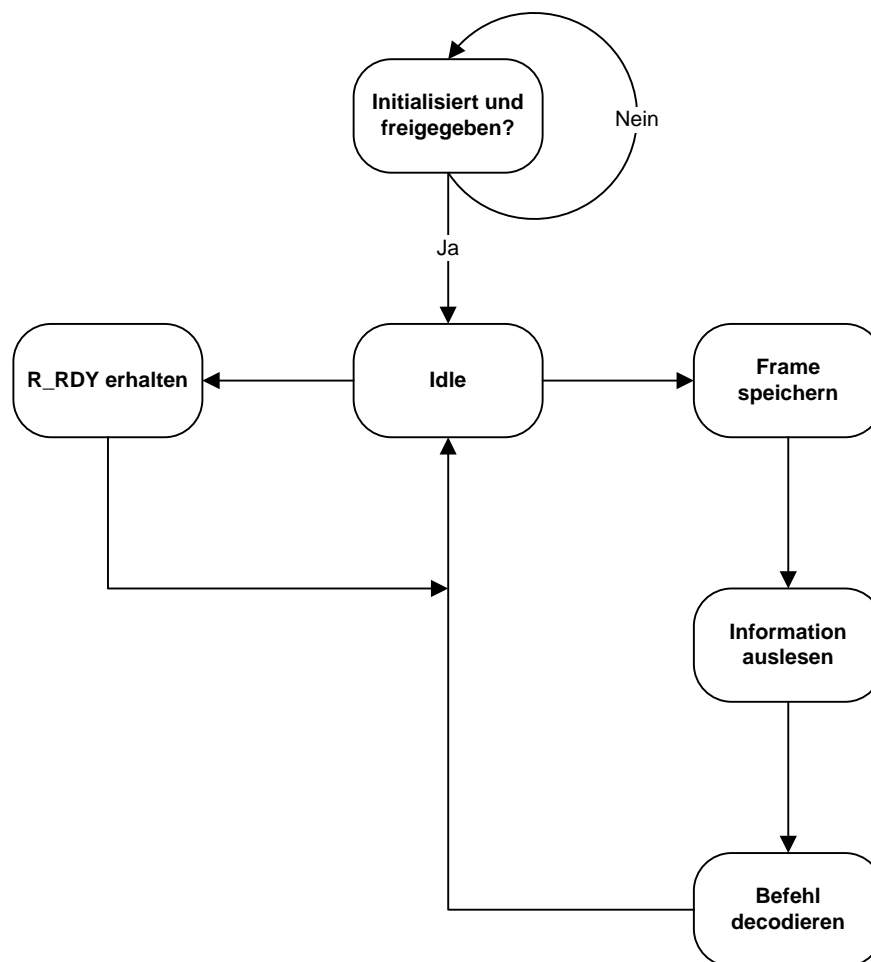 Initialisiert und
freigegeben?
Nein
Ja
R_RDY erhalten
Idle
Frame
speichern
Information
auslesen
Befehl
decodieren